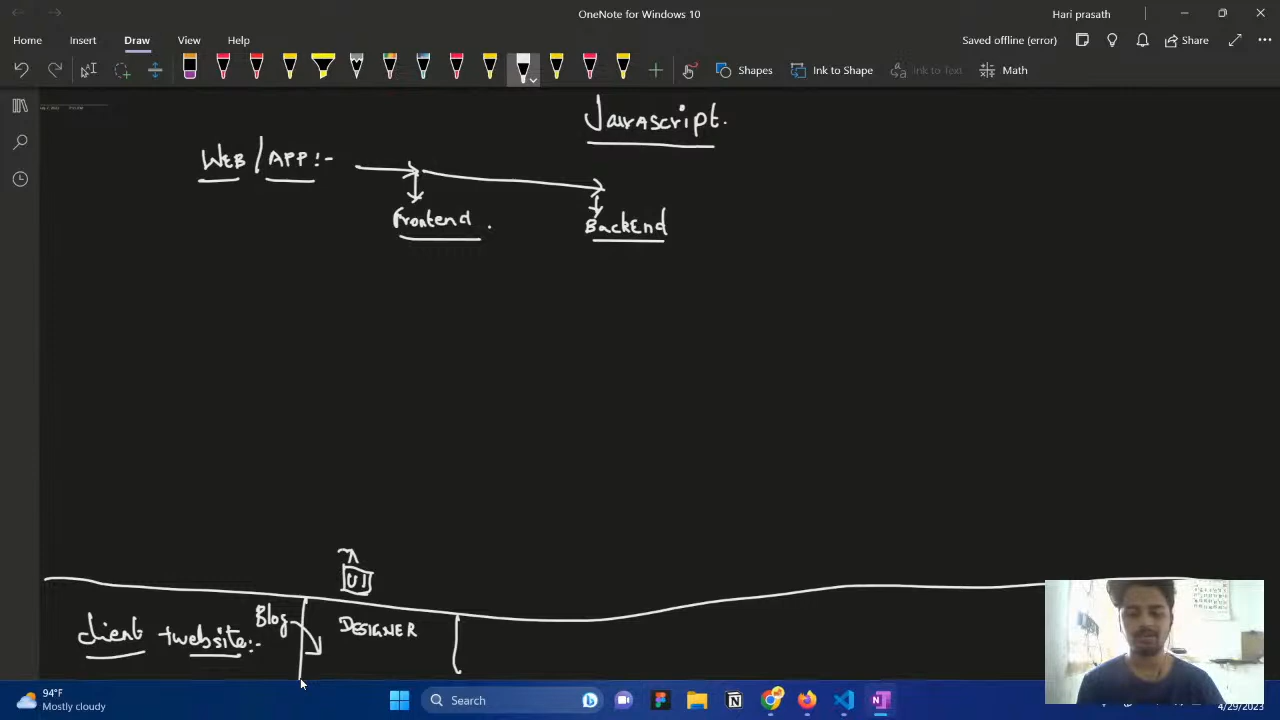 OneNote for Windows 10
Hari prasath
Home Insert Draw View Help
Saved offline (error)
Share
Shapes
Ink to Shape
Ink to Text
Math
Javascript.
WEB / APP :-
Frontend .
BackEnd
UI
Client website:-
Blog
DESIGNER
94°F
Mostly cloudy
Search